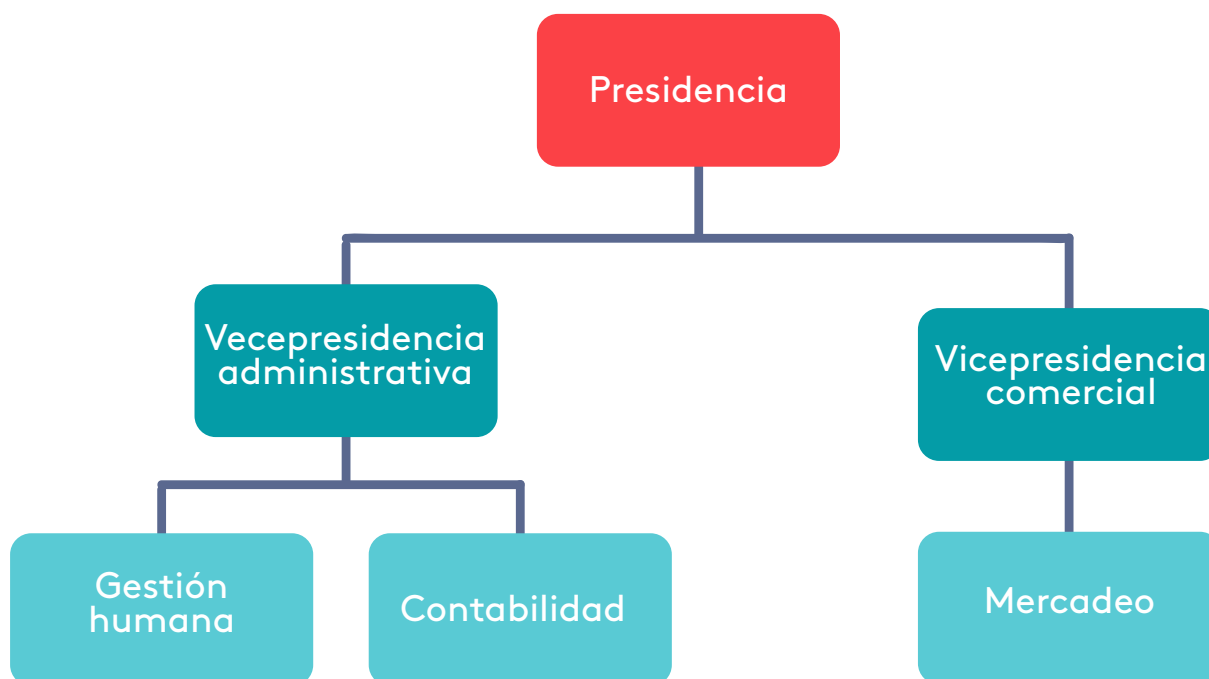 Presidencia
Vecepresidencia
administrativa
Vicepresidencia
comercial
Gestión
humana
Contabilidad
Mercadeo